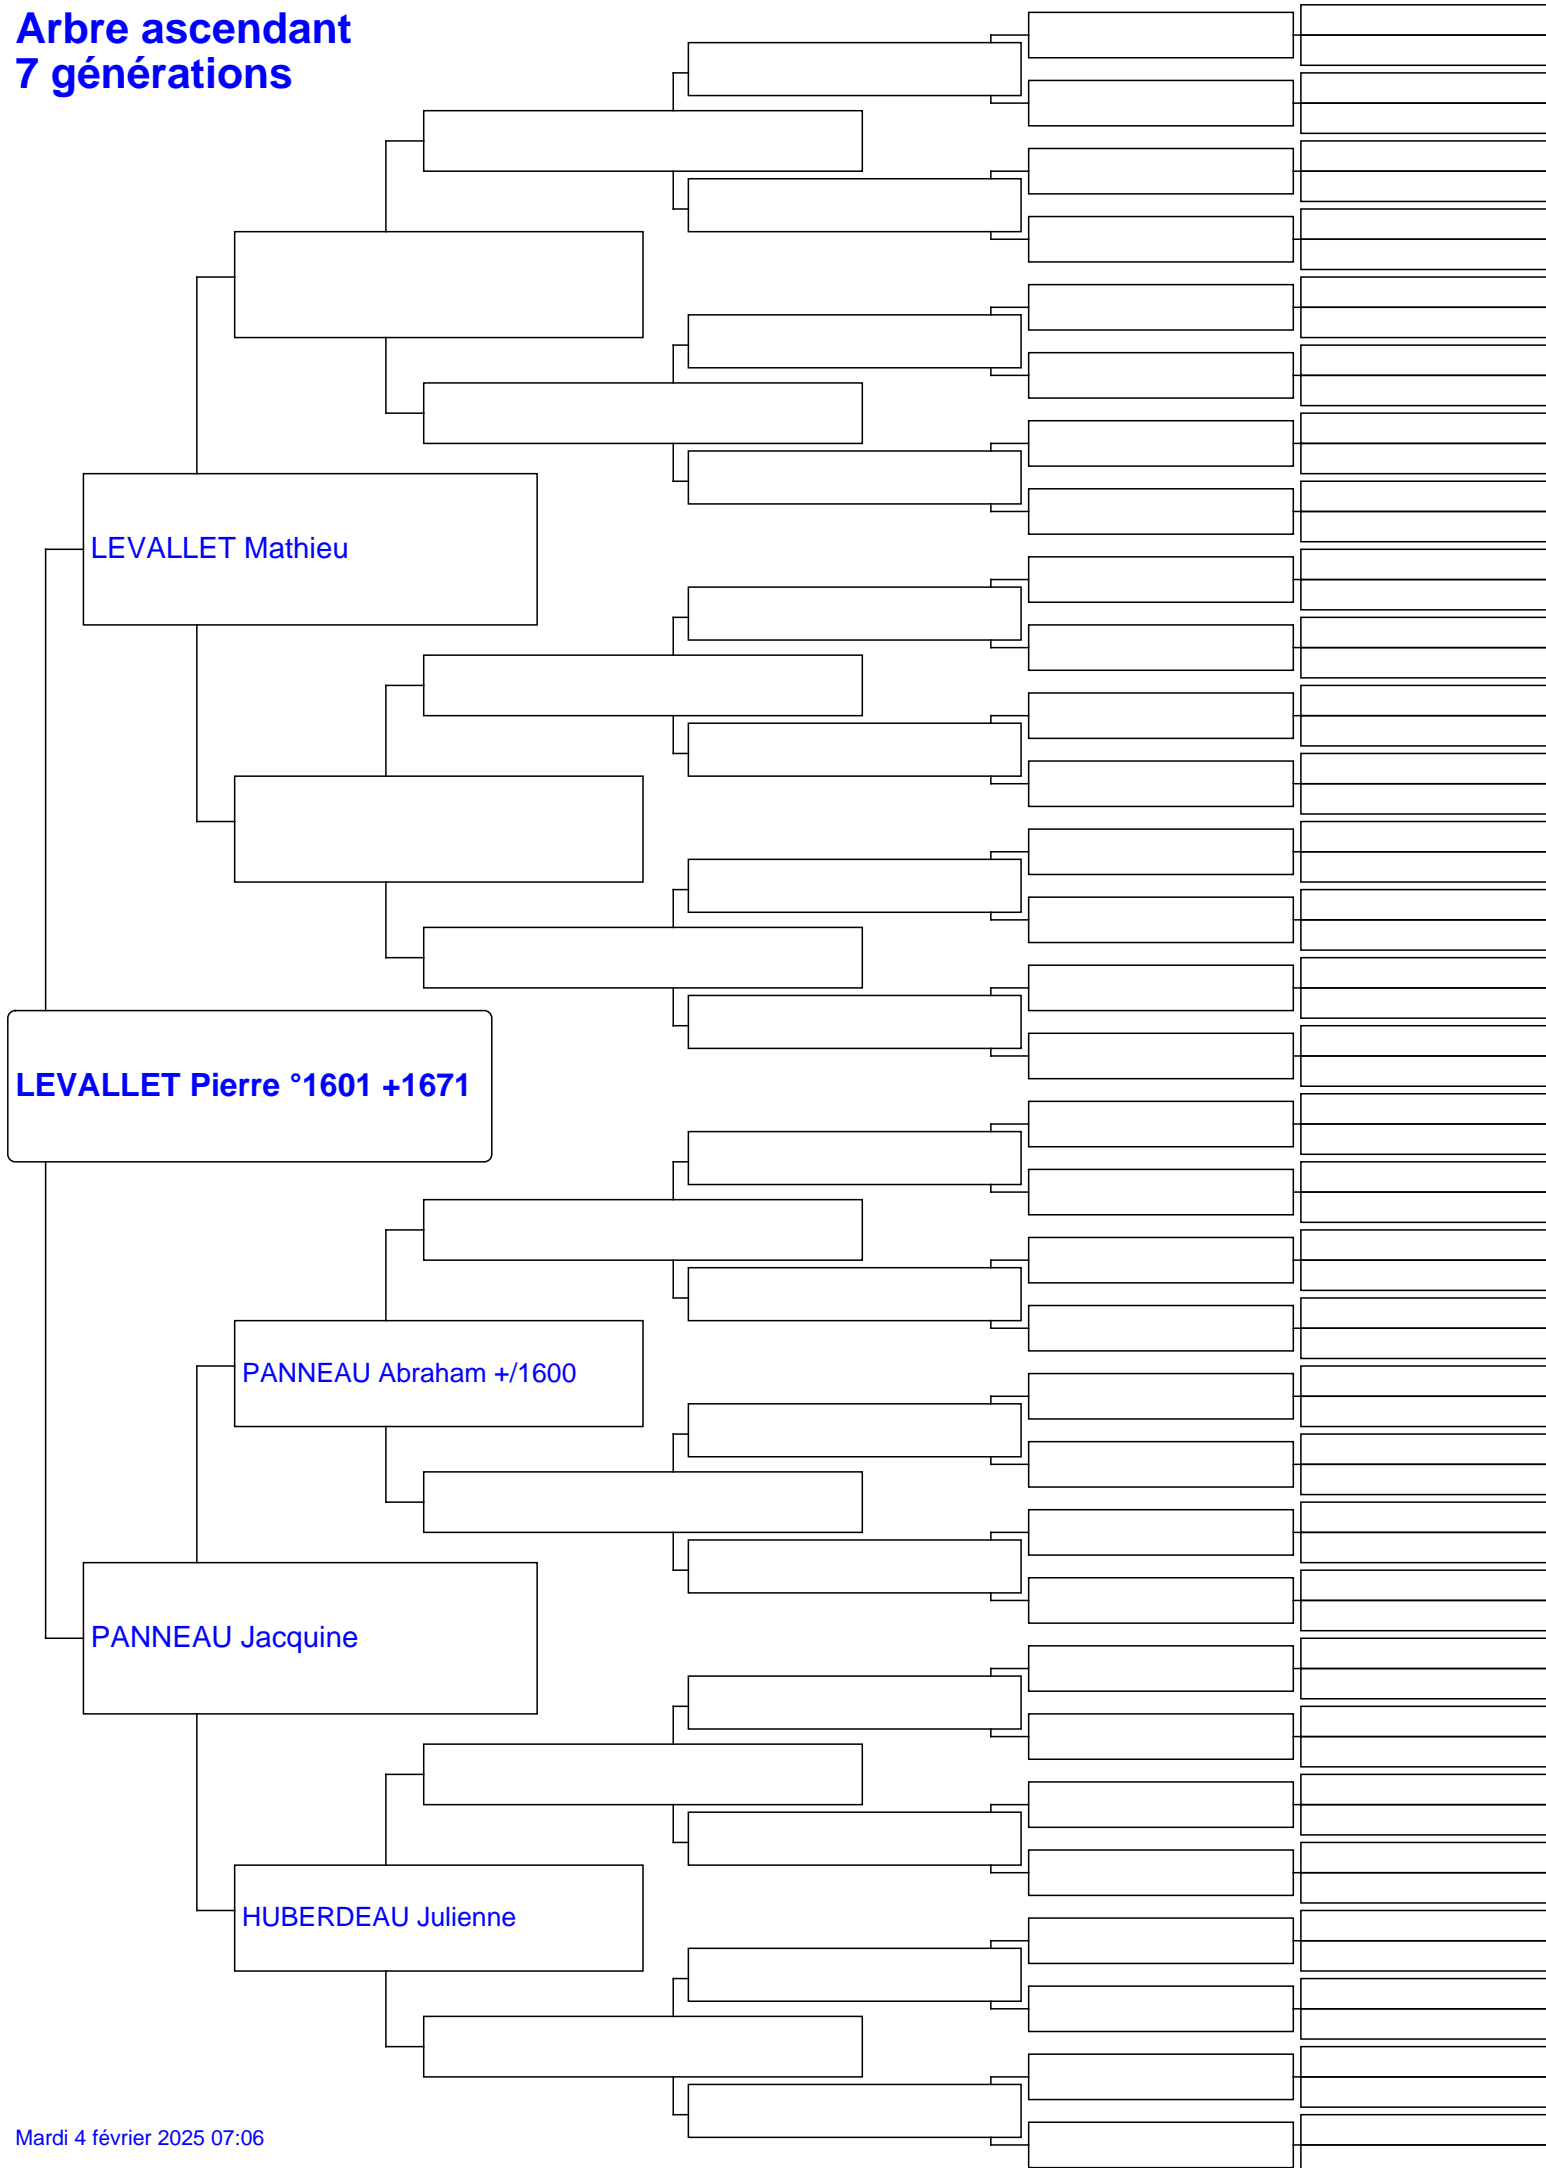 Arbre ascendant
7 générations
LEVALLET Mathieu
LEVALLET Pierre °1601 +1671
PANNEAU Abraham +/1600
PANNEAU Jacquine
HUBERDEAU Julienne
Mardi 4 février 2025 07:06